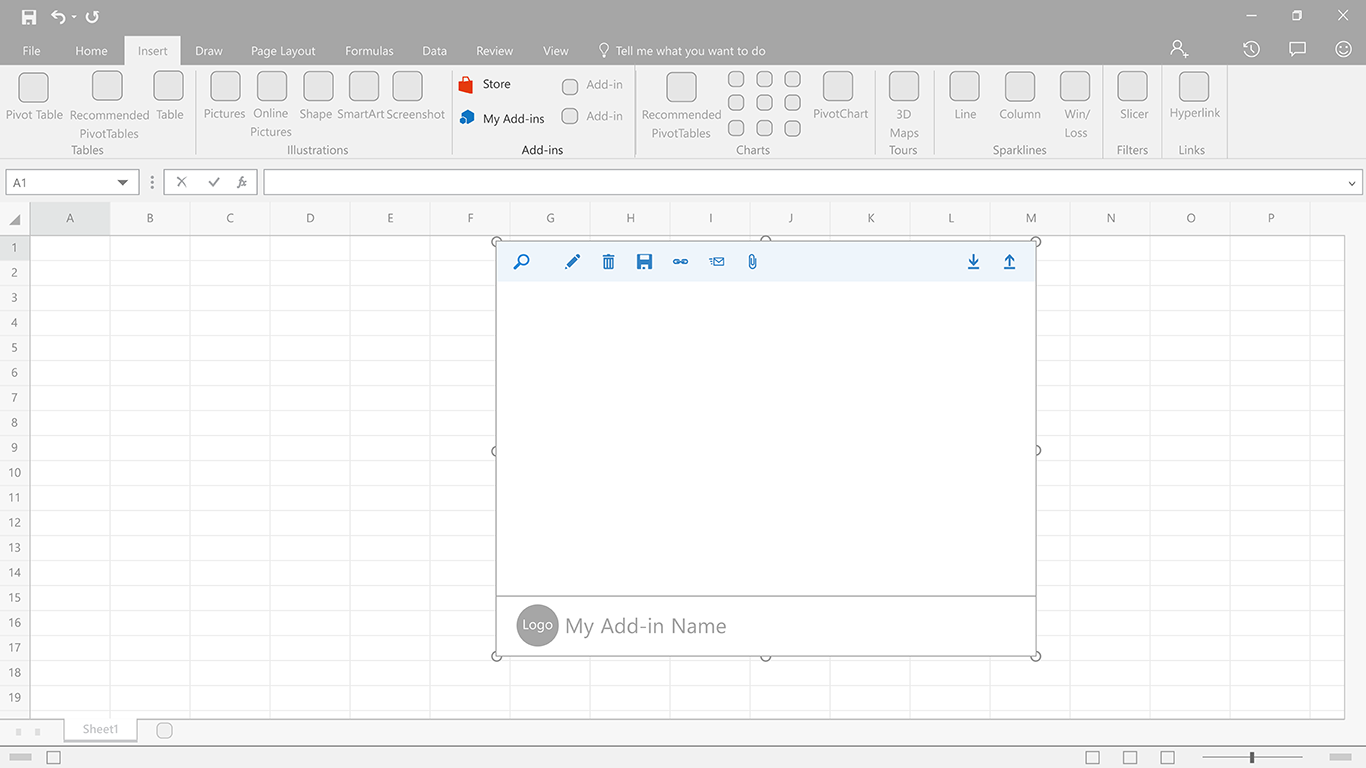 File Home Insert Draw Page Layout Formulas Data Review View Tell me what you want to do
Pivot Table
Recommended
PivotTables
Table
Tables
Pictures
Online
Pictures
Shape
SmartArt
Screenshot
Illustrations
Store
My Add-ins
Add-in
Add-in
Add-ins
Recommended
PivotTables
PivotChart
Charts
3D
Maps
Tours
Line
Column
Win/
Loss
Sparklines
Slicer
Filters
Hyperlink
Links
A1
fx
A B C D E F G H I J K L M N O P
1
2
3
4
5
6
7
8
9
10
11
12
13
14
15
16
17
18
19
Logo My Add-in Name
Sheet1